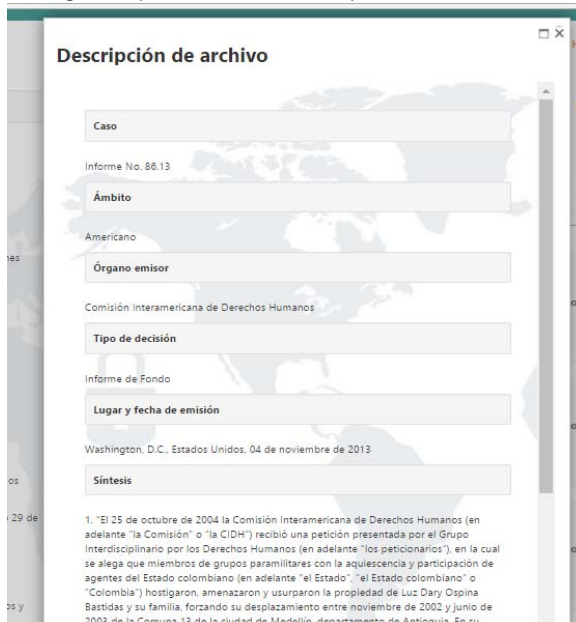 Descripción de archivo
Caso
Informe No. 86.13
Ámbito
Americano
Órgano emisor
Comisión Interamericana de Derechos Humanos
Tipo de decisión
Informe de Fondo
Lugar y fecha de emisión
Washington, D.C., Estados Unidos, 04 de noviembre de 2013
Síntesis
29 de
1. "El 25 de octubre de 2004 la Comisión Interamericana de Derechos Humanos (en
adelante "la Comisión" o "la CIDH") recibió una petición presentada por el Grupo
Interdisciplinario por los Derechos Humanos (en adelante "los peticionarios"), en la cual
se alega que miembros de grupos paramilitares con la aquiescencia y participación de
agentes del Estado colombiano (en adelante "el Estado", "el Estado colombiano" o
"Colombia") hostigaron, amenazaron y usurparon la propiedad de Luz Dary Ospina
Bastidas y su familia, forzando su desplazamiento entre noviembre de 2002 y junio de
2003 de la Comuna 13 de la ciudad de Medellín, departamento de Antioquia. En su